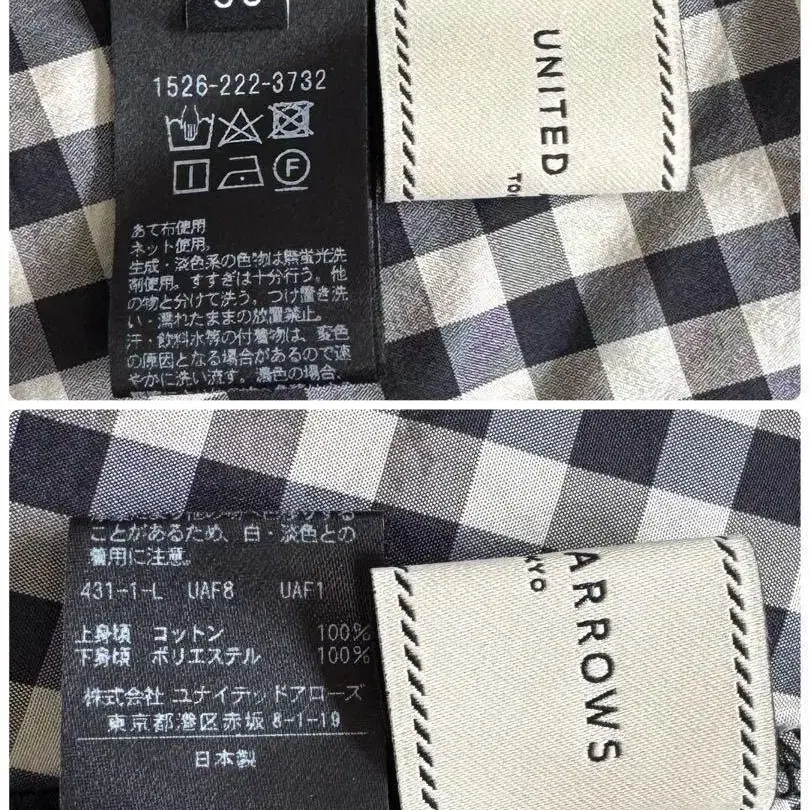 1526-222-3732
F
あて布使用
ネット使用。
生成・淡色系の色物は無蛍光洗
剤使用。すすぎは十分行う。他
の物と分けて洗う。つけ置き洗
い・濡れたままの放置禁止。
汗・飲料水等の付着物は、変色
の原因となる場合があるので速
やかに洗い流す。濃色の場合、
UNITED
ことがあるため、白・淡色との
着用に注意。
431-1-L UAF8 UAF1
上身頃 コットン 100%
下身頃 ポリエステル 100%
株式会社 ユナイテッドアローズ
東京都港区赤坂 8-1-19
日本製
ARROWS